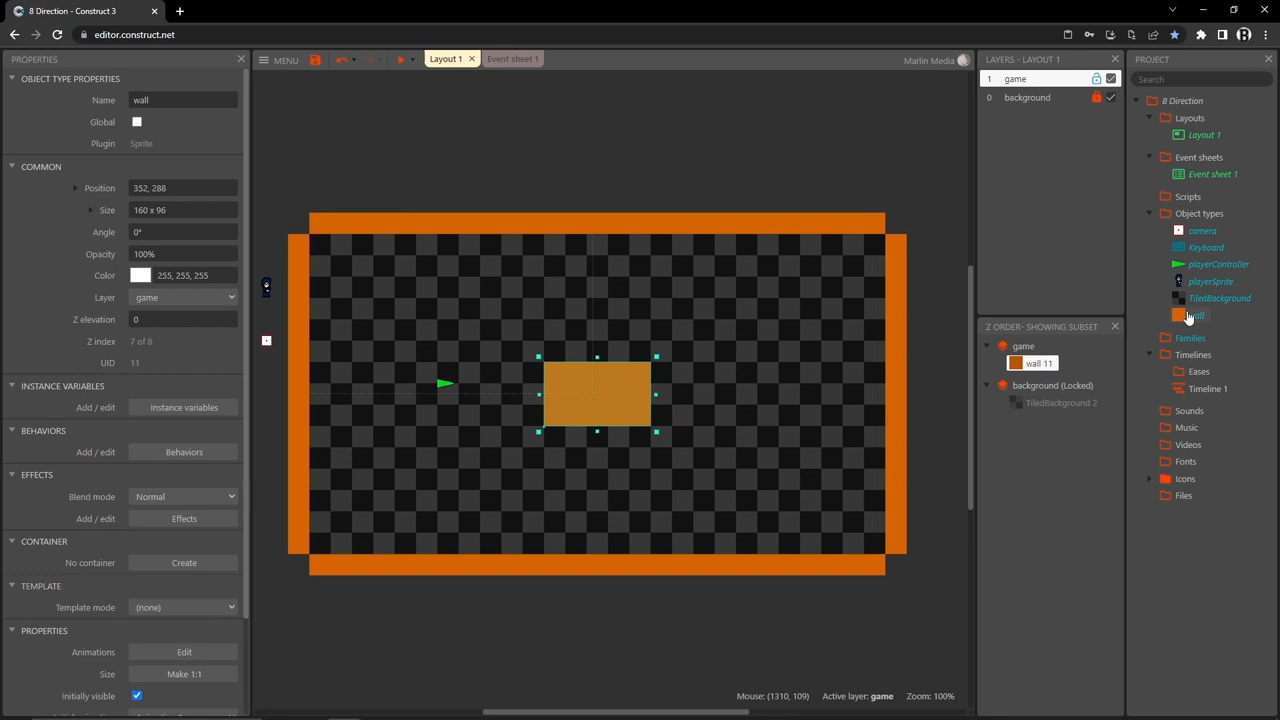 8 Direction - Construct 3
editor.construct.net
PROPERTIES
MENU
Layout 1
Event sheet 1
Marlin Media
LAYERS - LAYOUT 1
PROJECT
OBJECT TYPE PROPERTIES
Name wall
Global
Plugin Sprite
COMMON
Position 352, 288
Size 160 x 96
Angle 0°
Opacity 100%
Color 255, 255, 255
Layer game
Z elevation 0
Z index 7 of 8
UID 11
INSTANCE VARIABLES
Add / edit Instance variables
BEHAVIORS
Add / edit Behaviors
EFFECTS
Blend mode Normal
Add / edit Effects
CONTAINER
No container Create
TEMPLATE
Template mode (none)
PROPERTIES
Animations Edit
Size Make 1:1
Initially visible
Mouse: (1310, 109) Active layer: game Zoom: 100%
1 game
0 background
Z ORDER- SHOWING SUBSET
game
wall 11
background (Locked)
TiledBackground 2
Search
8 Direction
Layouts
Layout 1
Event sheets
Event sheet 1
Scripts
Object types
camera
Keyboard
playerController
playerSprite
TiledBackground
wall
Families
Timelines
Eases
Timeline 1
Sounds
Music
Videos
Fonts
Icons
Files